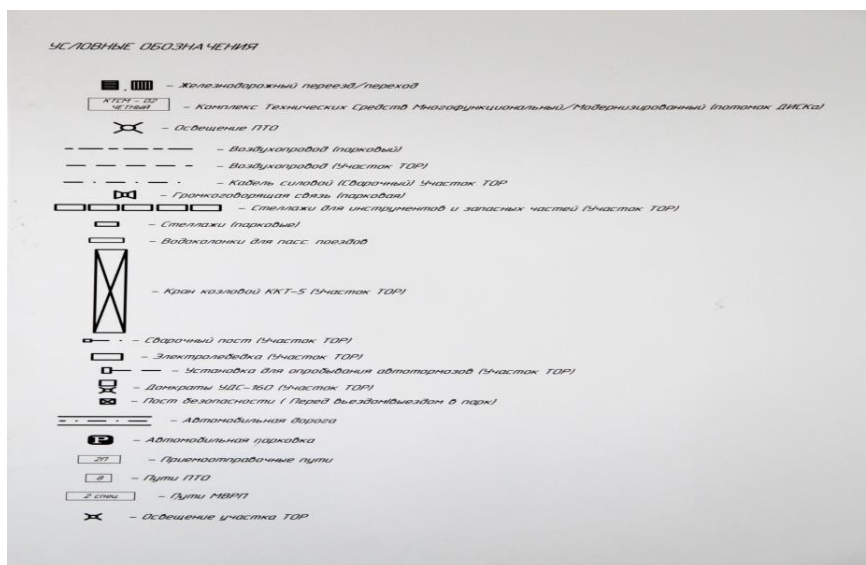 УСЛОВНЫЕ ОБОЗНАЧЕНИЯ
- Железнодорожный переезд/переход
КТСМ - 02 ЧЕТНЫЙ - Комплекс Технических Средств Многофункциональный/Модернизированный (потомок ДИСКа)
- Освещение ПТО
- Воздухопровод (парковый)
- Воздухопровод (Участок ТОР)
- Кабель силовой (Сварочный) Участок ТОР
- Громкоговорящая связь (парковая)
- Стеллажи для инструментов и запасных частей (Участок ТОР)
- Стеллажи (парковые)
- Водоколонки для пасс. поездов
- Кран козловой ККТ-5 (Участок ТОР)
- Сварочный пост (Участок ТОР)
- Электролебедка (Участок ТОР)
- Установка для опробывания автотормозов (Участок ТОР)
- Домкраты УДС-160 (Участок ТОР)
- Пост безопасности ( Перед въездом/выездом в парк)
- Автомобильная дорога
P - Автомобильная парковка
2П - Приемоотправочные пути
8 - Пути ПТО
2 спец - Пути МВРП
- Освещение участка ТОР